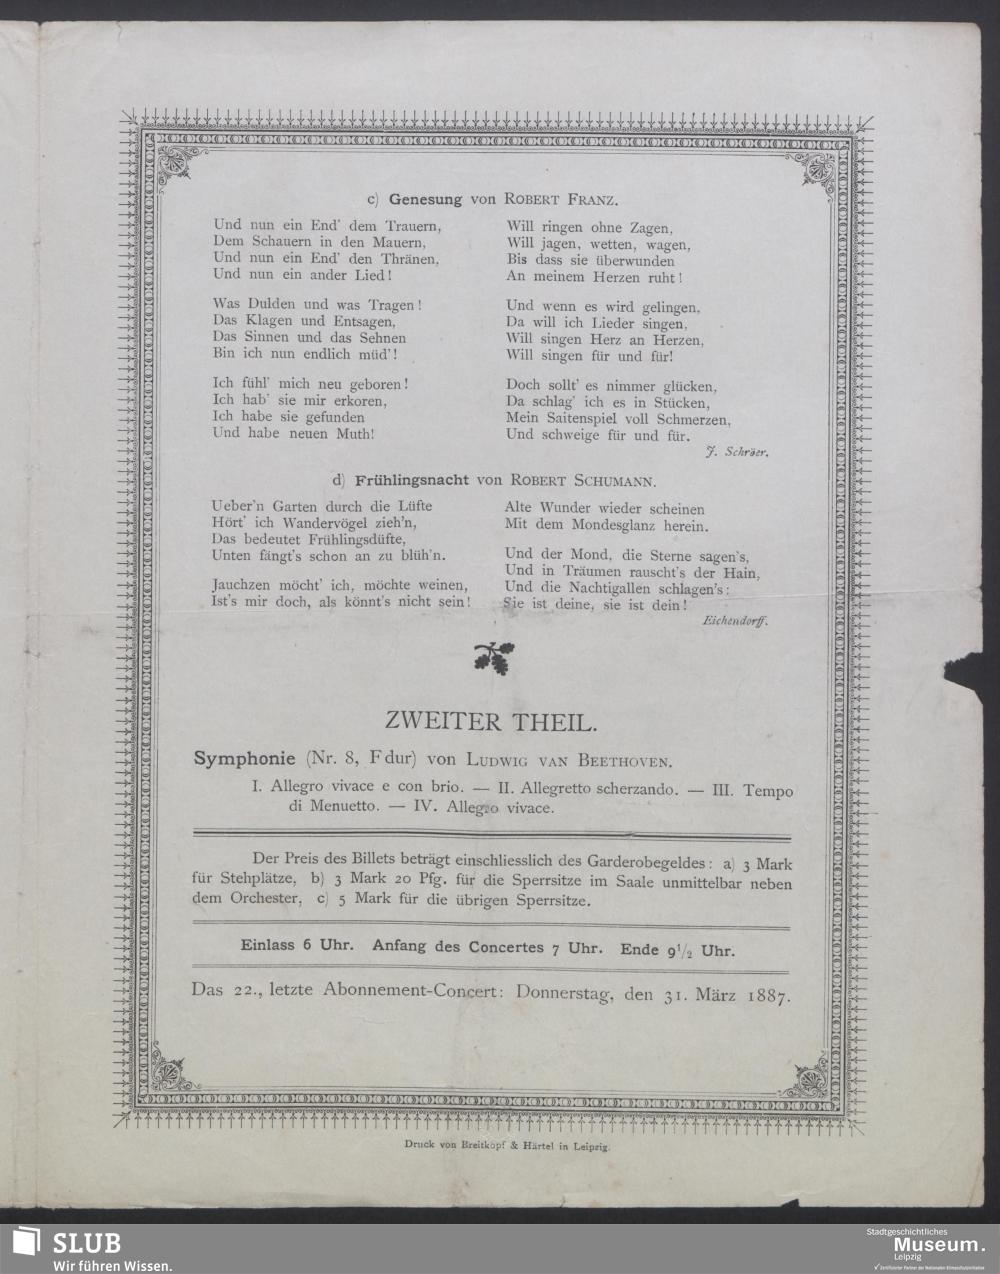 c) Genesung von ROBERT FRANZ.
Und nun ein End' dem Trauern,
Dem Schauern in den Mauern,
Und nun ein End' den Thränen,
Und nun ein ander Lied!
Was Dulden und was Tragen!
Das Klagen und Entsagen,
Das Sinnen und das Sehnen
Bin ich nun endlich müd'!
Ich fühl' mich neu geboren!
Ich hab' sie mir erkoren,
Ich habe sie gefunden
Und habe neuen Muth!
Will ringen ohne Zagen,
Will jagen, wetten, wagen,
Bis dass sie überwunden
An meinem Herzen ruht!
Und wenn es wird gelingen,
Da will ich Lieder singen,
Will singen Herz an Herzen,
Will singen für und für!
Doch sollt' es nimmer glücken,
Da schlag' ich es in Stücken,
Mein Saitenspiel voll Schmerzen,
Und schweige für und für.
J. Schröer.
d) Frühlingsnacht von ROBERT SCHUMANN.
Ueber'n Garten durch die Lüfte
Hört' ich Wandervögel zieh'n,
Das bedeutet Frühlingsdüfte,
Unten fängt's schon an zu blüh'n.
Jauchzen möcht' ich, möchte weinen,
Ist's mir doch, als könnt's nicht sein!
Alte Wunder wieder scheinen
Mit dem Mondesglanz herein.
Und der Mond, die Sterne sagen's,
Und in Träumen rauscht's der Hain,
Und die Nachtigallen schlagen's:
Sie ist deine, sie ist dein!
Eichendorff.
ZWEITER THEIL.
Symphonie (Nr. 8, F dur) von LUDWIG VAN BEETHOVEN.
I. Allegro vivace e con brio. — II. Allegretto scherzando. — III. Tempo
di Menuetto. — IV. Allegro vivace.
Der Preis des Billets beträgt einschliesslich des Garderobegeldes: a) 3 Mark
für Stehplätze, b) 3 Mark 20 Pfg. für die Sperrsitze im Saale unmittelbar neben
dem Orchester, c) 5 Mark für die übrigen Sperrsitze.
Einlass 6 Uhr. Anfang des Concertes 7 Uhr. Ende 9½ Uhr.
Das 22., letzte Abonnement-Concert: Donnerstag, den 31. März 1887.
Druck von Breitkopf & Härtel in Leipzig.
SLUB
Wir führen Wissen.
Stadtgeschichtliches
Museum.
Leipzig
Zertifizierter Partner der Nationalen Klimaschutzinitiative